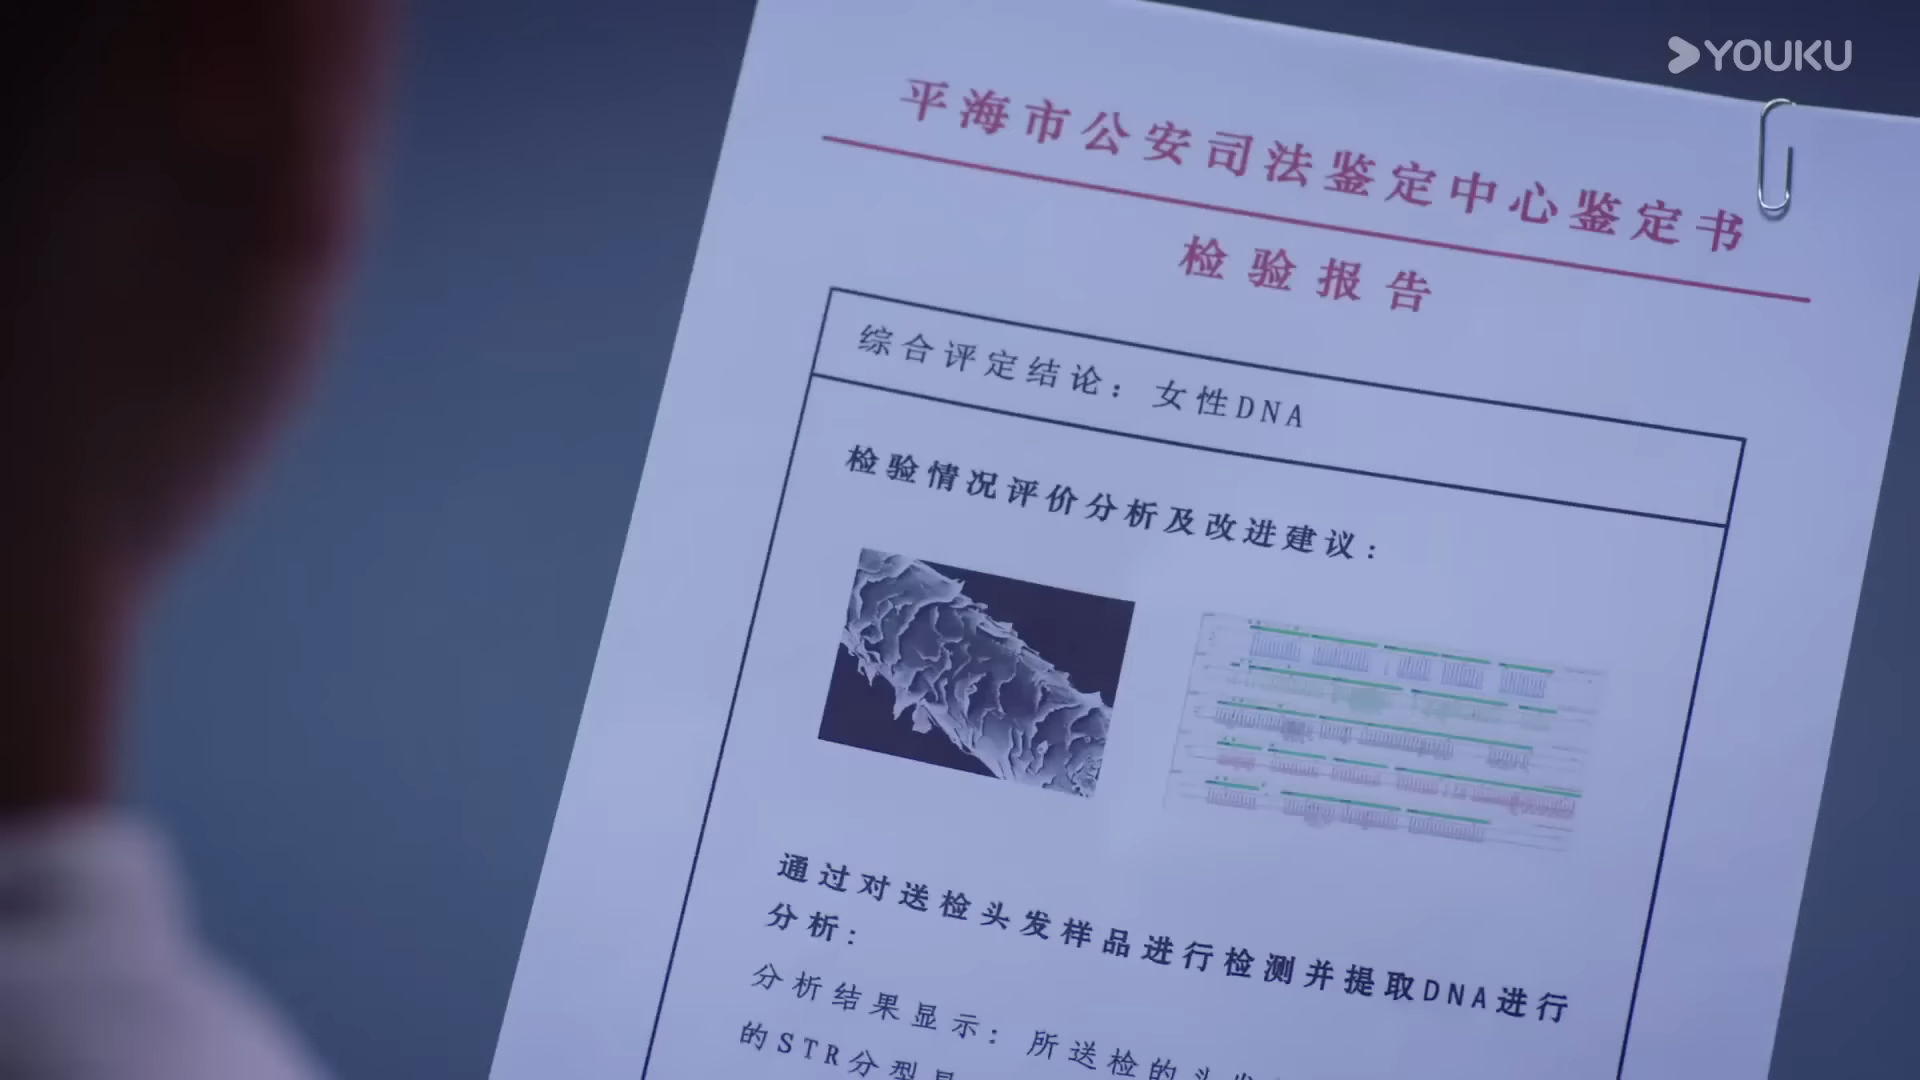 YOUKU
平海市公安司法鉴定中心鉴定书
检验报告
综合评定结论：女性DNA
检验情况评价分析及改进建议：
通过对送检头发样品进行检测并提取DNA进行
分析：
分析结果显示：所送检的头发
的STR分型